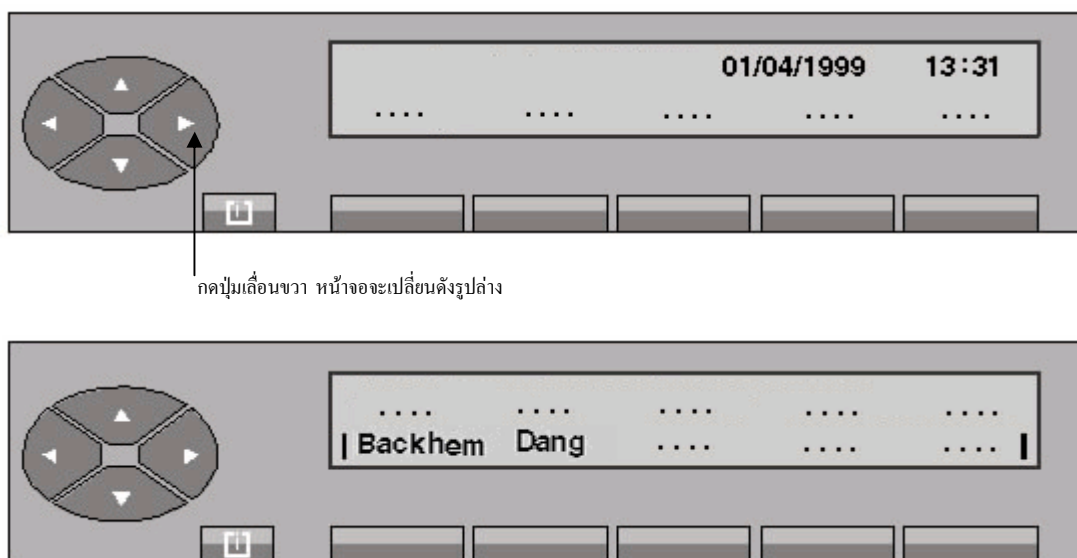 01/04/1999 13:31
.... .... .... .... ....
i
กดปุ่มเลื่อนขวา หน้าจอจะเปลี่ยนดังรูปล่าง
.... .... .... .... ....
| Backhem Dang .... .... .... |
i